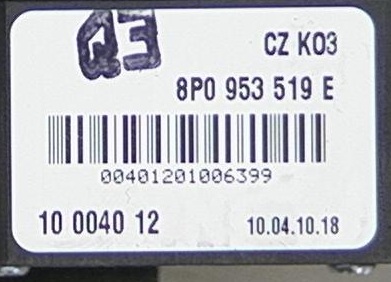 Q3
CZ K03
8P0 953 519 E
00401201006399
10 0040 12
10.04.10.18